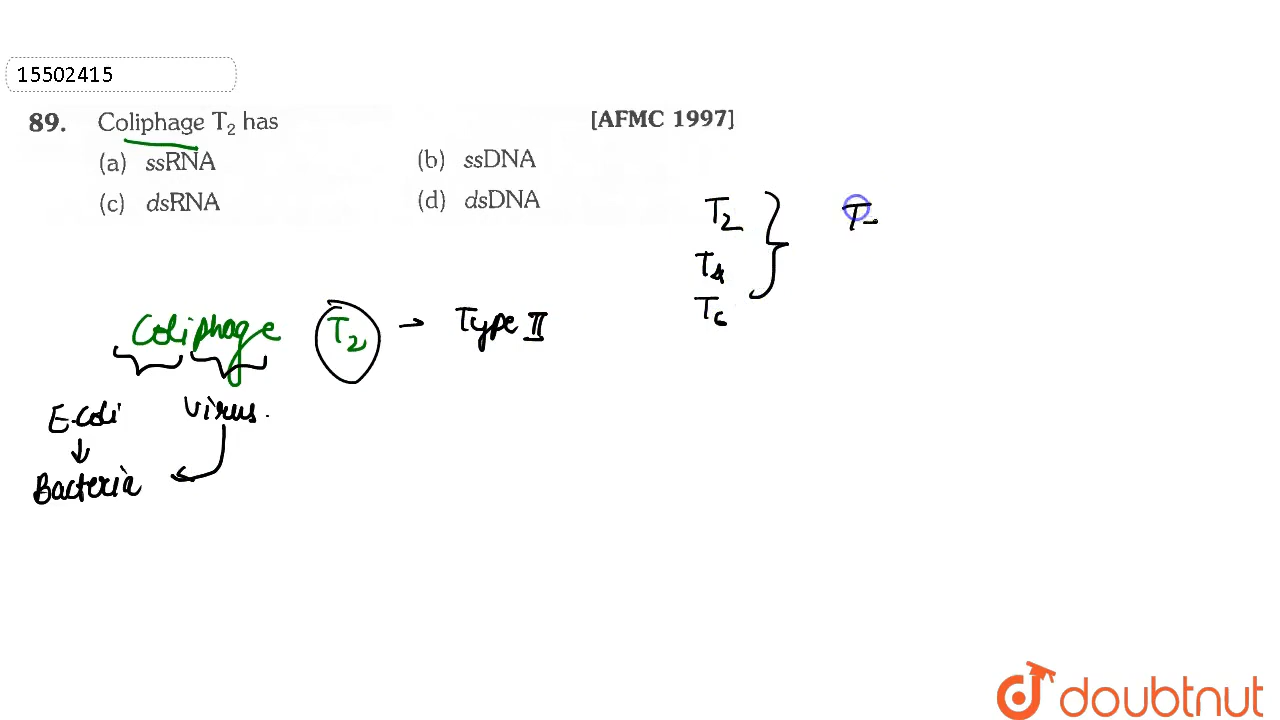 15502415
89. Coliphage T₂ has [AFMC 1997]
(a) ssRNA (b) ssDNA
(c) dsRNA (d) dsDNA
T₂ T
T₄
T₆
Coliphage T₂ → Type II
E.coli Virus.
↓
Bacteria
doubtnut